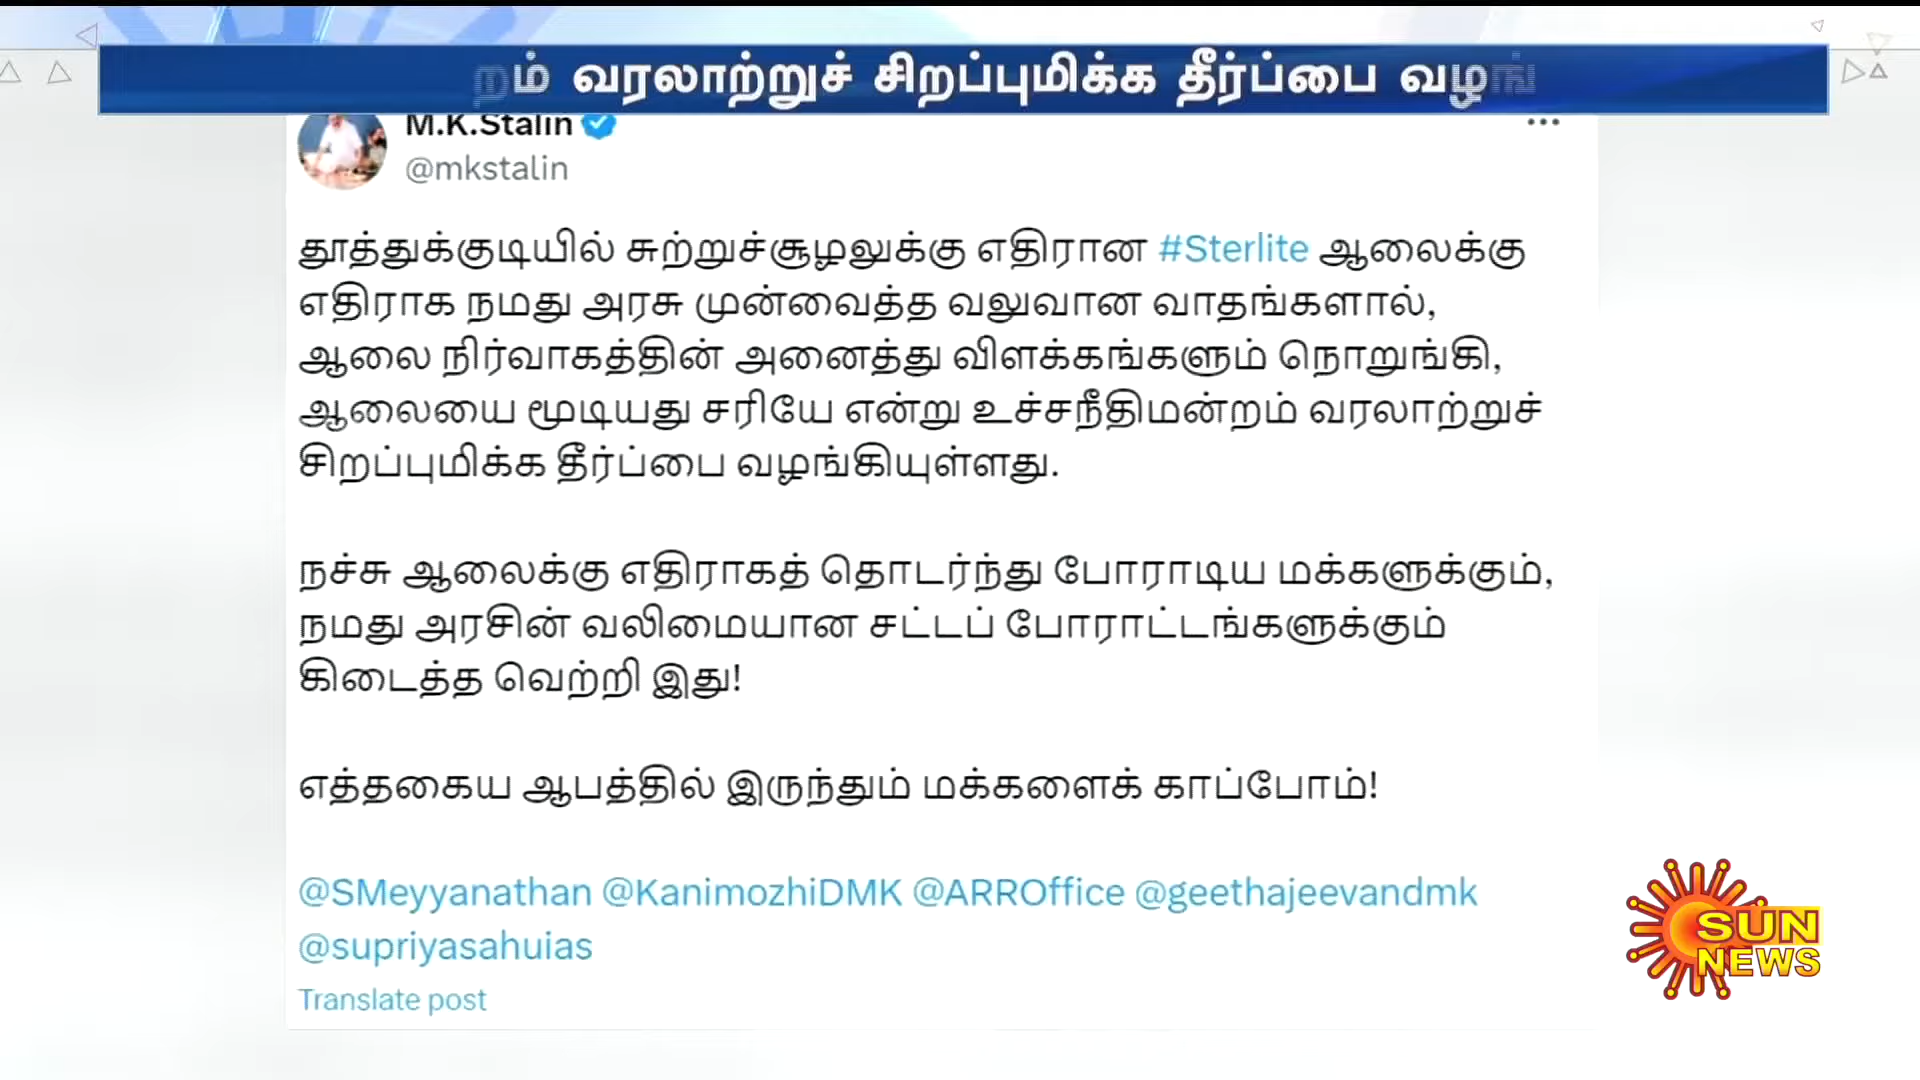 றம் வரலாற்றுச் சிறப்புமிக்க தீர்ப்பை வழங்
M.K.Stalin
@mkstalin
தூத்துக்குடியில் சுற்றுச்சூழலுக்கு எதிரான #Sterlite ஆலைக்கு
எதிராக நமது அரசு முன்வைத்த வலுவான வாதங்களால்,
ஆலை நிர்வாகத்தின் அனைத்து விளக்கங்களும் நொறுங்கி,
ஆலையை மூடியது சரியே என்று உச்சநீதிமன்றம் வரலாற்றுச்
சிறப்புமிக்க தீர்ப்பை வழங்கியுள்ளது.
நச்சு ஆலைக்கு எதிராகத் தொடர்ந்து போராடிய மக்களுக்கும்,
நமது அரசின் வலிமையான சட்டப் போராட்டங்களுக்கும்
கிடைத்த வெற்றி இது!
எத்தகைய ஆபத்தில் இருந்தும் மக்களைக் காப்போம்!
@SMeyyanathan @KanimozhiDMK @ARROffice @geethajeevandmk
@supriyasahuias
Translate post
SUN
NEWS